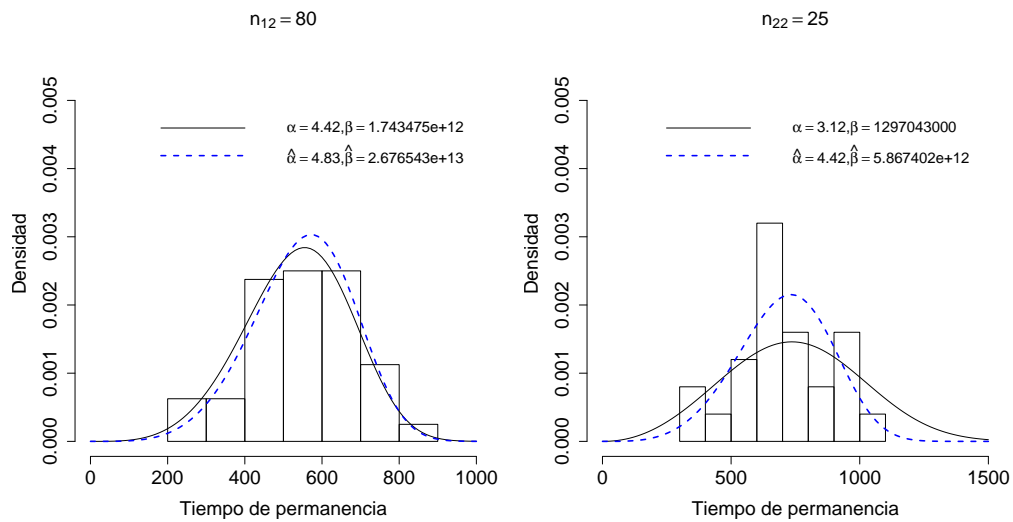 n₁₂ = 80
0.005
0.004
0.003
0.002
0.001
0.000
Densidad
α = 4.42,β = 1.743475e+12
α̂ = 4.83,β̂ = 2.676543e+13
0 200 400 600 800 1000
Tiempo de permanencia
n₂₂ = 25
0.005
0.004
0.003
0.002
0.001
0.000
Densidad
α = 3.12,β = 1297043000
α̂ = 4.42,β̂ = 5.867402e+12
0 500 1000 1500
Tiempo de permanencia